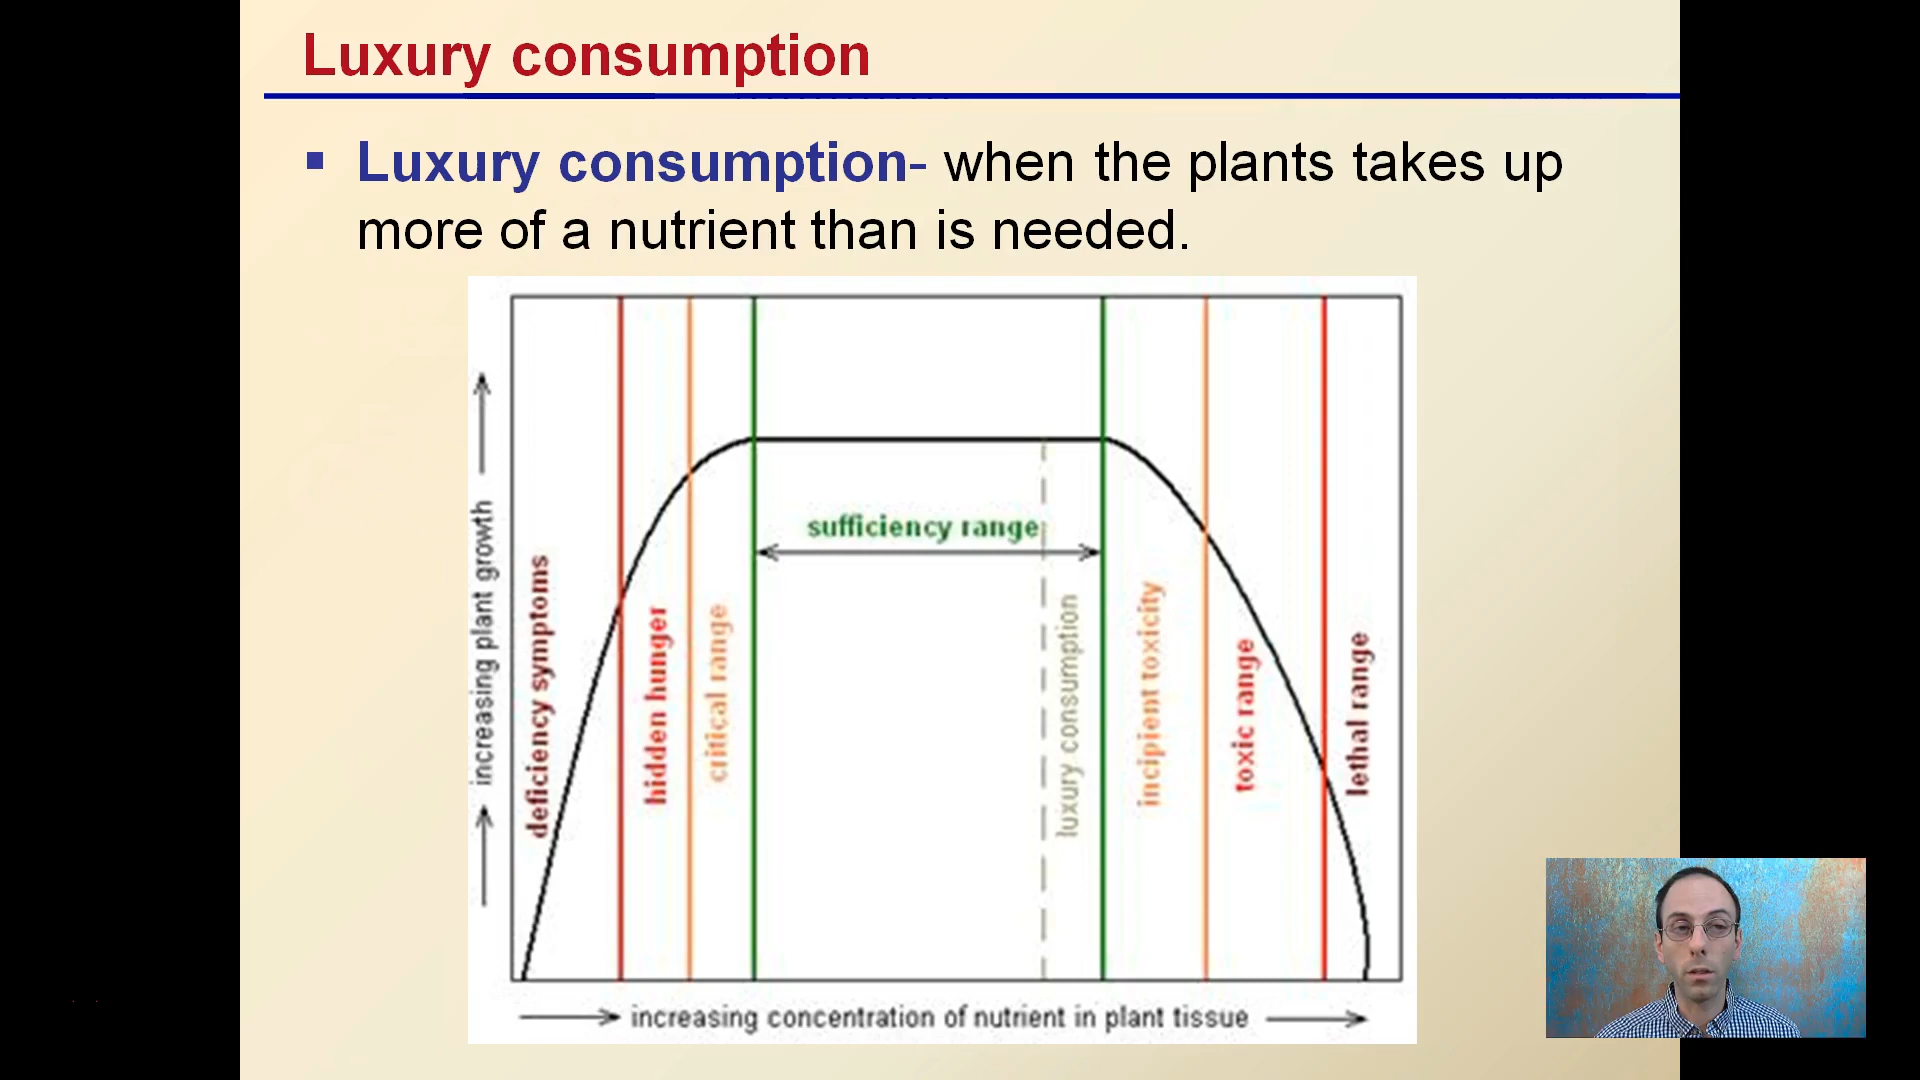 Luxury consumption
Luxury consumption- when the plants takes up
more of a nutrient than is needed.
increasing plant growth
deficiency symptoms
hidden hunger
critical range
sufficiency range
luxury consumption
incipient toxicity
toxic range
lethal range
increasing concentration of nutrient in plant tissue